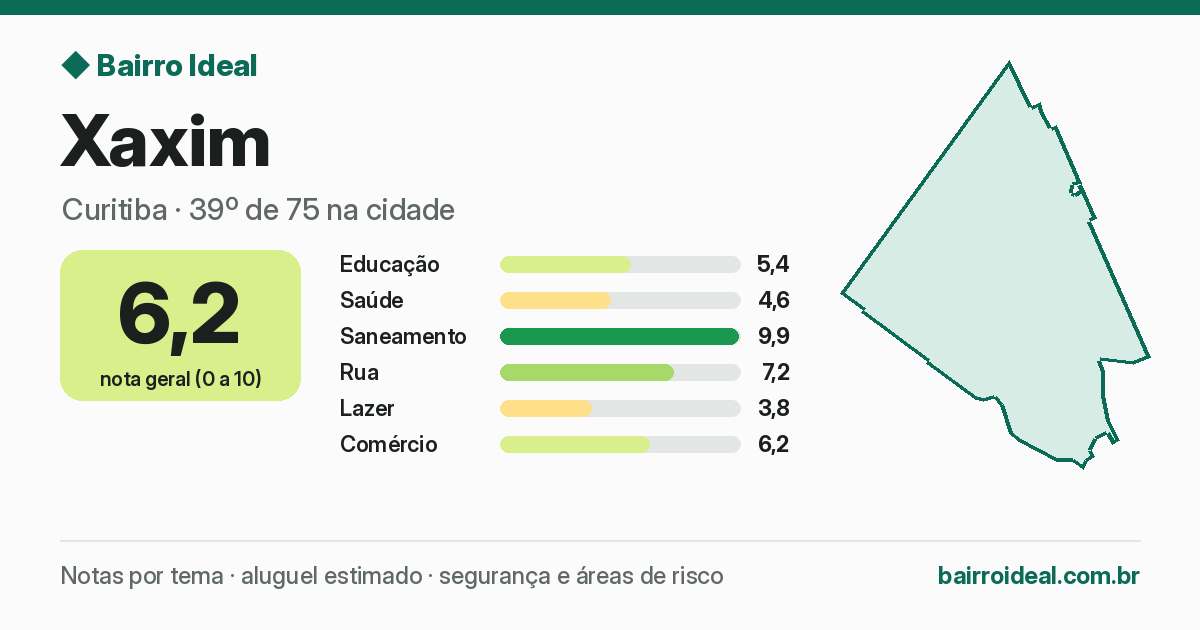 Bairro Ideal
Xaxim
Curitiba · 39º de 75 na cidade
6,2
nota geral (0 a 10)
Educação 5,4
Saúde 4,6
Saneamento 9,9
Rua 7,2
Lazer 3,8
Comércio 6,2
Notas por tema · aluguel estimado · segurança e áreas de risco
bairroideal.com.br